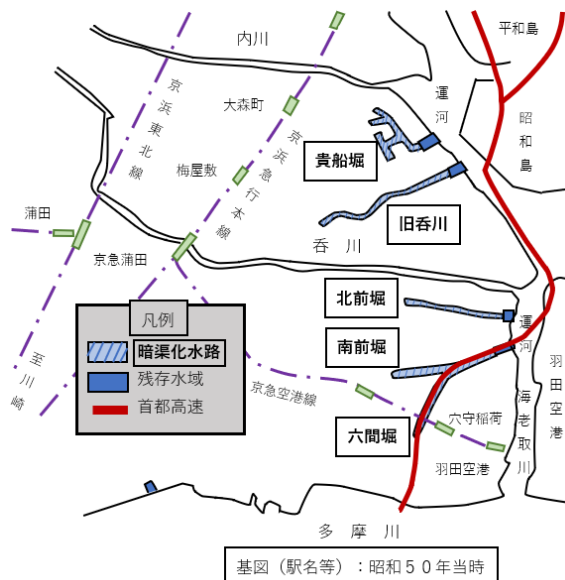 平和島
内川
運河
昭和島
大森町
京浜東北線
京浜急行本線
貴船堀
梅屋敷
旧呑川
蒲田
呑川
京急蒲田
北前堀
凡例
暗渠化水路
残存水域
首都高速
南前堀
運河
羽田空港
至川崎
京急空港線
穴守稲荷
海老取川
六間堀
羽田空港
多摩川
基図（駅名等）：昭和５０年当時